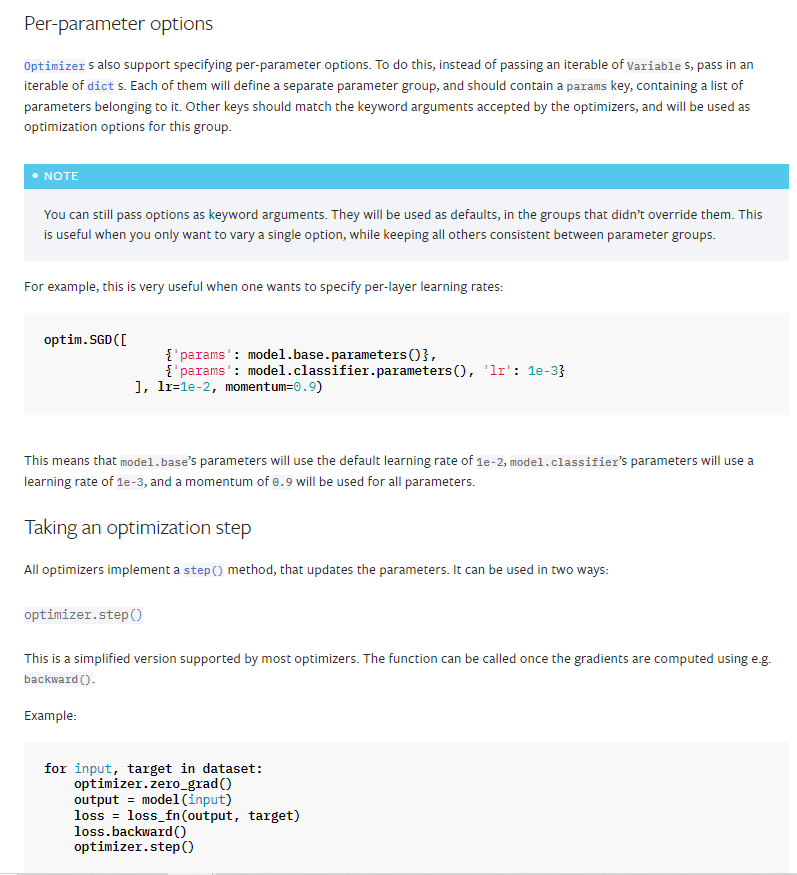 Per-parameter options
Optimizer s also support specifying per-parameter options. To do this, instead of passing an iterable of Variable s, pass in an
iterable of dict s. Each of them will define a separate parameter group, and should contain a params key, containing a list of
parameters belonging to it. Other keys should match the keyword arguments accepted by the optimizers, and will be used as
optimization options for this group.
• NOTE
You can still pass options as keyword arguments. They will be used as defaults, in the groups that didn’t override them. This
is useful when you only want to vary a single option, while keeping all others consistent between parameter groups.
For example, this is very useful when one wants to specify per-layer learning rates:
optim.SGD([
                {'params': model.base.parameters()},
                {'params': model.classifier.parameters(), 'lr': 1e-3}
            ], lr=1e-2, momentum=0.9)
This means that model.base’s parameters will use the default learning rate of 1e-2, model.classifier’s parameters will use a
learning rate of 1e-3, and a momentum of 0.9 will be used for all parameters.
Taking an optimization step
All optimizers implement a step() method, that updates the parameters. It can be used in two ways:
optimizer.step()
This is a simplified version supported by most optimizers. The function can be called once the gradients are computed using e.g.
backward().
Example:
for input, target in dataset:
    optimizer.zero_grad()
    output = model(input)
    loss = loss_fn(output, target)
    loss.backward()
    optimizer.step()